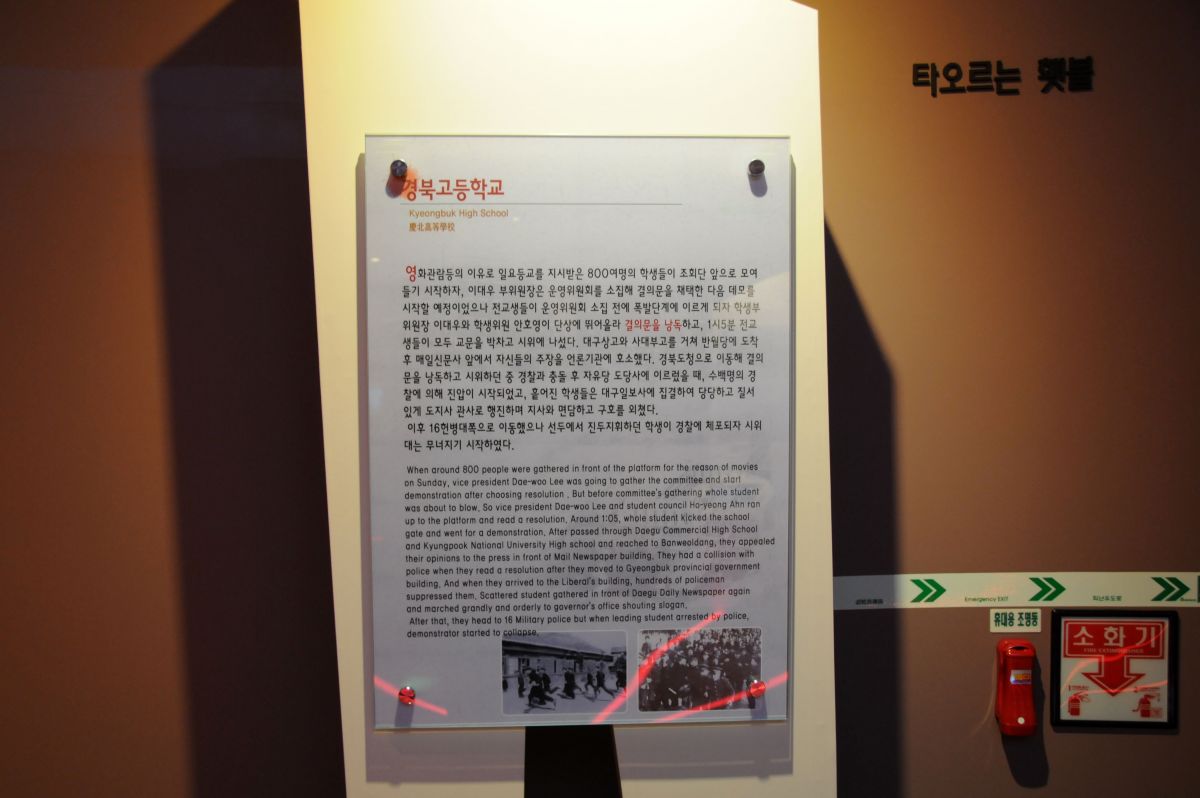 타오르는 횃불
경북고등학교
Kyeongbuk High School
慶北高等學校
영화관람등의 이유로 일요등교를 지시받은 800여명의 학생들이 조회단 앞으로 모여
들기 시작하자, 이대우 부위원장은 운영위원회를 소집해 결의문을 채택한 다음 데모를
시작할 예정이었으나 전교생들이 운영위원회 소집 전에 폭발단계에 이르게 되자 학생부
위원장 이대우와 학생위원 안호영이 단상에 뛰어올라 결의문을 낭독하고, 1시5분 전교
생들이 모두 교문을 박차고 시위에 나섰다. 대구상고와 사대부고를 거쳐 반월당에 도착
후 매일신문사 앞에서 자신들의 주장을 언론기관에 호소했다. 경북도청으로 이동해 결의
문을 낭독하고 시위하던 중 경찰과 충돌 후 자유당 도당사에 이르렀을 때, 수백명의 경
찰에 의해 진압이 시작되었고, 흩어진 학생들은 대구일보사에 집결하여 당당하고 질서
있게 도지사 관사로 행진하며 지사와 면담하고 구호를 외쳤다.
이후 16헌병대쪽으로 이동했으나 선두에서 진두지휘하던 학생이 경찰에 체포되자 시위
대는 무너지기 시작하였다.
When around 800 people were gathered in front of the platform for the reason of movies
on Sunday, vice president Dae-woo Lee was going to gather the committee and start
demonstration after choosing resolution . But before committee's gathering whole student
was about to blow. So vice president Dae-woo Lee and student council Ho-yeong Ahn ran
up to the platform and read a resolution. Around 1:05, whole student kicked the school
gate and went for a demonstration. After passed through Daegu Commercial High School
and Kyungpook National University High school and reached to Banweoldang, they appealed
their opinions to the press in front of Mail Newspaper building. They had a collision with
police when they read a resolution after they moved to Gyeongbuk provincial government
building. And when they arrived to the Liberal's building, hundreds of policeman
suppressed them. Scattered student gathered in front of Daegu Daily Newspaper again
and marched grandly and orderly to governor's office shouting slogan.
After that, they head to 16 Military police but when leading student arrested by police,
demonstrator started to collapse.
Emergency EXIT
피난유도로
휴대용 조명등
소화기
FIRE EXTINGUISHER